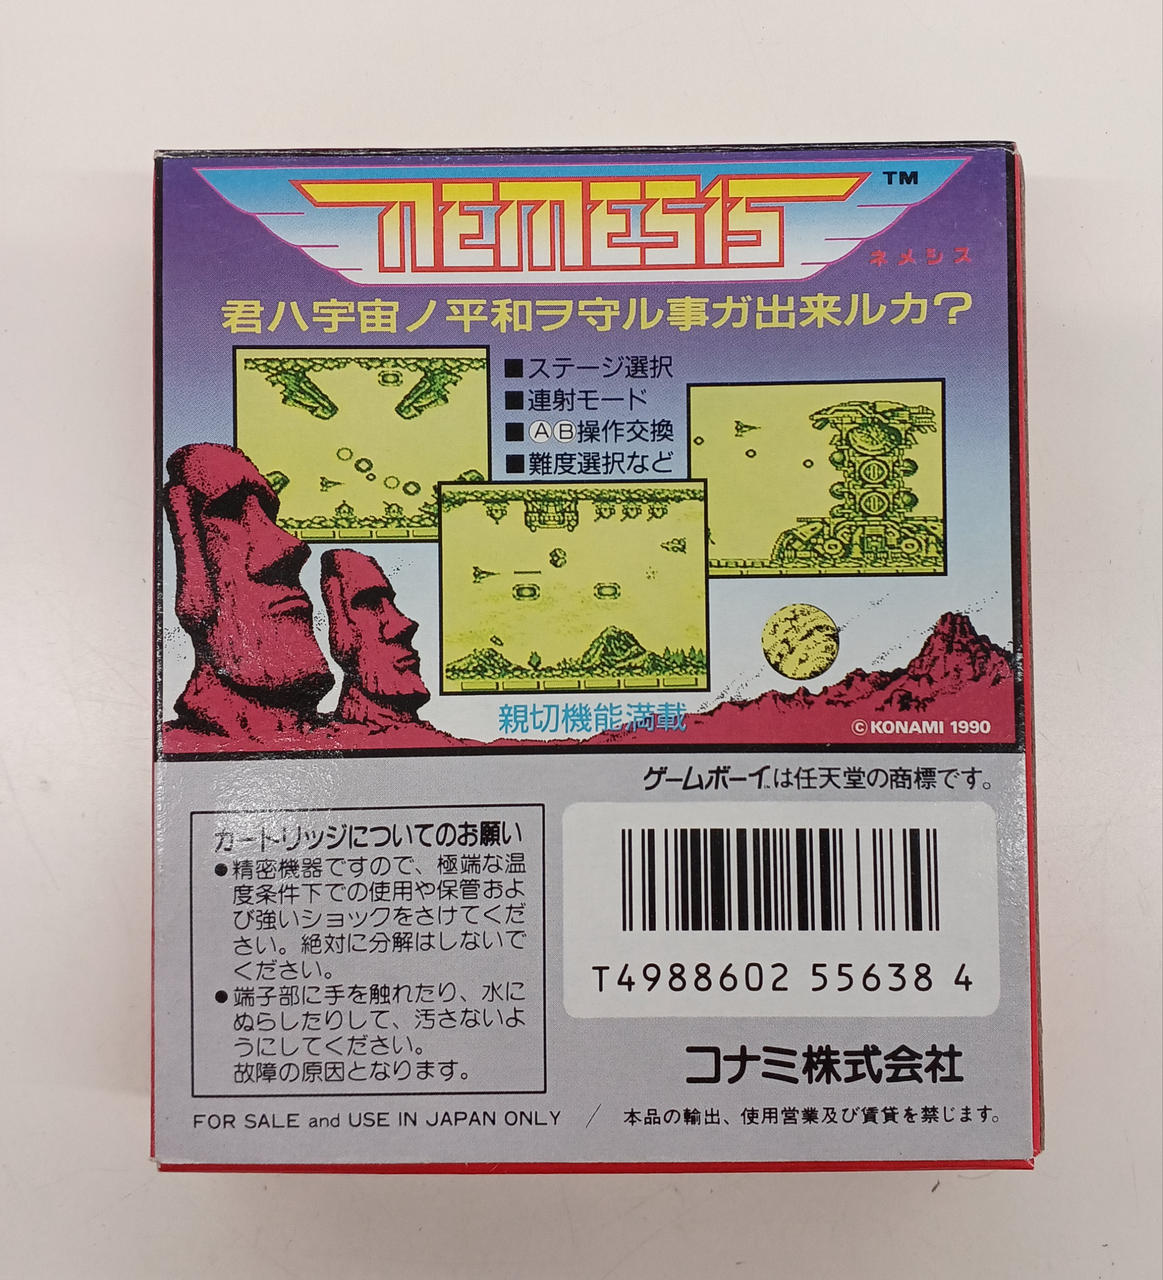 NEMESIS TM
ネメシス
君ハ宇宙ノ平和ヲ守ル事ガ出来ルカ?
■ステージ選択
■連射モード
■ⒶⒷ操作交換
■難度選択など
親切機能満載
©KONAMI 1990
ゲームボーイ™は任天堂の商標です。
カートリッジについてのお願い
●精密機器ですので、極端な温
度条件下での使用や保管およ
び強いショックをさけてくだ
さい。絶対に分解はしないで
ください。
●端子部に手を触れたり、水に
ぬらしたりして、汚さないよ
うにしてください。
故障の原因となります。
T4988602 55638 4
コナミ株式会社
FOR SALE and USE IN JAPAN ONLY / 本品の輸出、使用営業及び賃貸を禁じます。